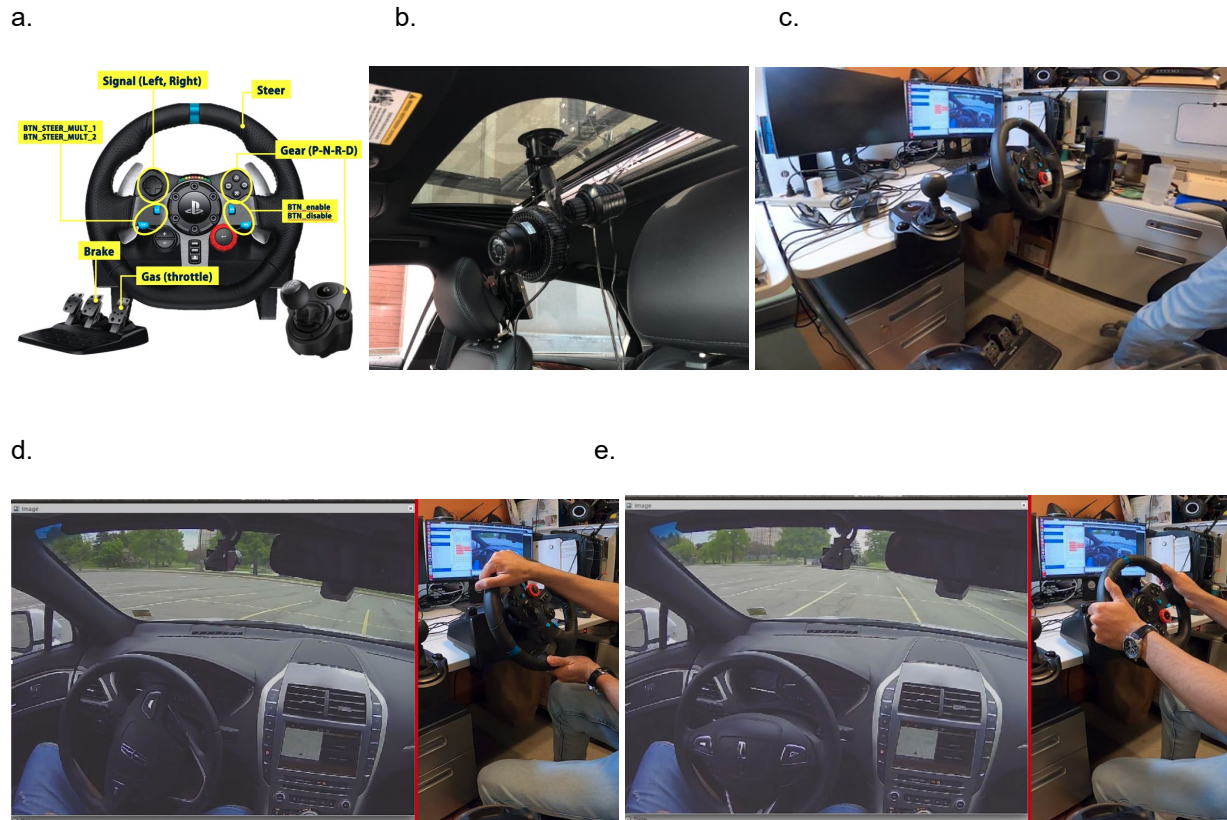 a.
b.
c.
Signal (Left, Right)
Steer
BTN_STEER_MULT_1
BTN_STEER_MULT_2
Gear (P-N-R-D)
BTN_enable
BTN_disable
Brake
Gas (throttle)
d.
e.
Image
Image